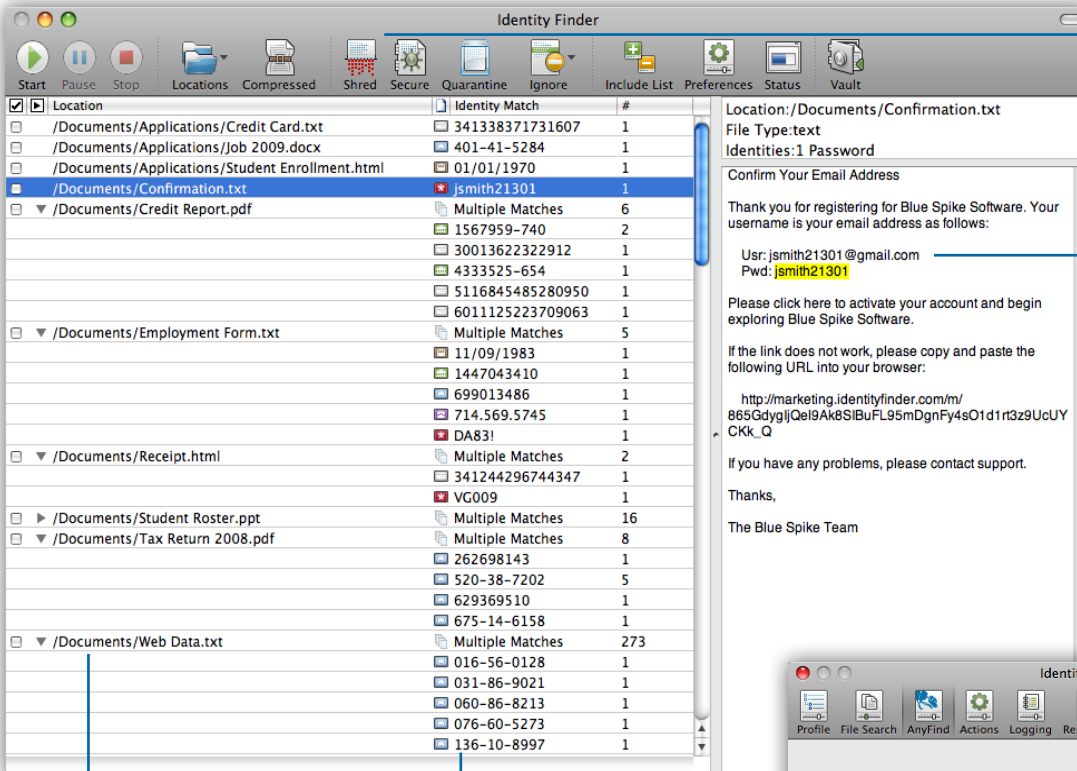 Identity Finder
Start Pause Stop Locations Compressed Shred Secure Quarantine Ignore Include List Preferences Status Vault
Location Identity Match #
/Documents/Applications/Credit Card.txt 341338371731607 1
/Documents/Applications/Job 2009.docx 401-41-5284 1
/Documents/Applications/Student Enrollment.html 01/01/1970 1
/Documents/Confirmation.txt jsmith21301 1
/Documents/Credit Report.pdf Multiple Matches 6
1567959-740 2
30013622322912 1
4333525-654 1
5116845485280950 1
6011125223709063 1
/Documents/Employment Form.txt Multiple Matches 5
11/09/1983 1
1447043410 1
699013486 1
714.569.5745 1
DA83! 1
/Documents/Receipt.html Multiple Matches 2
341244296744347 1
VG009 1
/Documents/Student Roster.ppt Multiple Matches 16
/Documents/Tax Return 2008.pdf Multiple Matches 8
262698143 1
520-38-7202 5
629369510 1
675-14-6158 1
/Documents/Web Data.txt Multiple Matches 273
016-56-0128 1
031-86-9021 1
060-86-8213 1
076-60-5273 1
136-10-8997 1
Location:/Documents/Confirmation.txt
File Type:text
Identities:1 Password
Confirm Your Email Address
Thank you for registering for Blue Spike Software. Your
username is your email address as follows:
Usr: jsmith21301@gmail.com
Pwd: jsmith21301
Please click here to activate your account and begin
exploring Blue Spike Software.
If the link does not work, please copy and paste the
following URL into your browser:
http://marketing.identityfinder.com/m/
865GdygIjQeI9Ak8SIBuFL95mDgnFy4sO1d1rt3z9UcUY
CKk_Q
If you have any problems, please contact support.
Thanks,
The Blue Spike Team
Identi
Profile File Search AnyFind Actions Logging Re